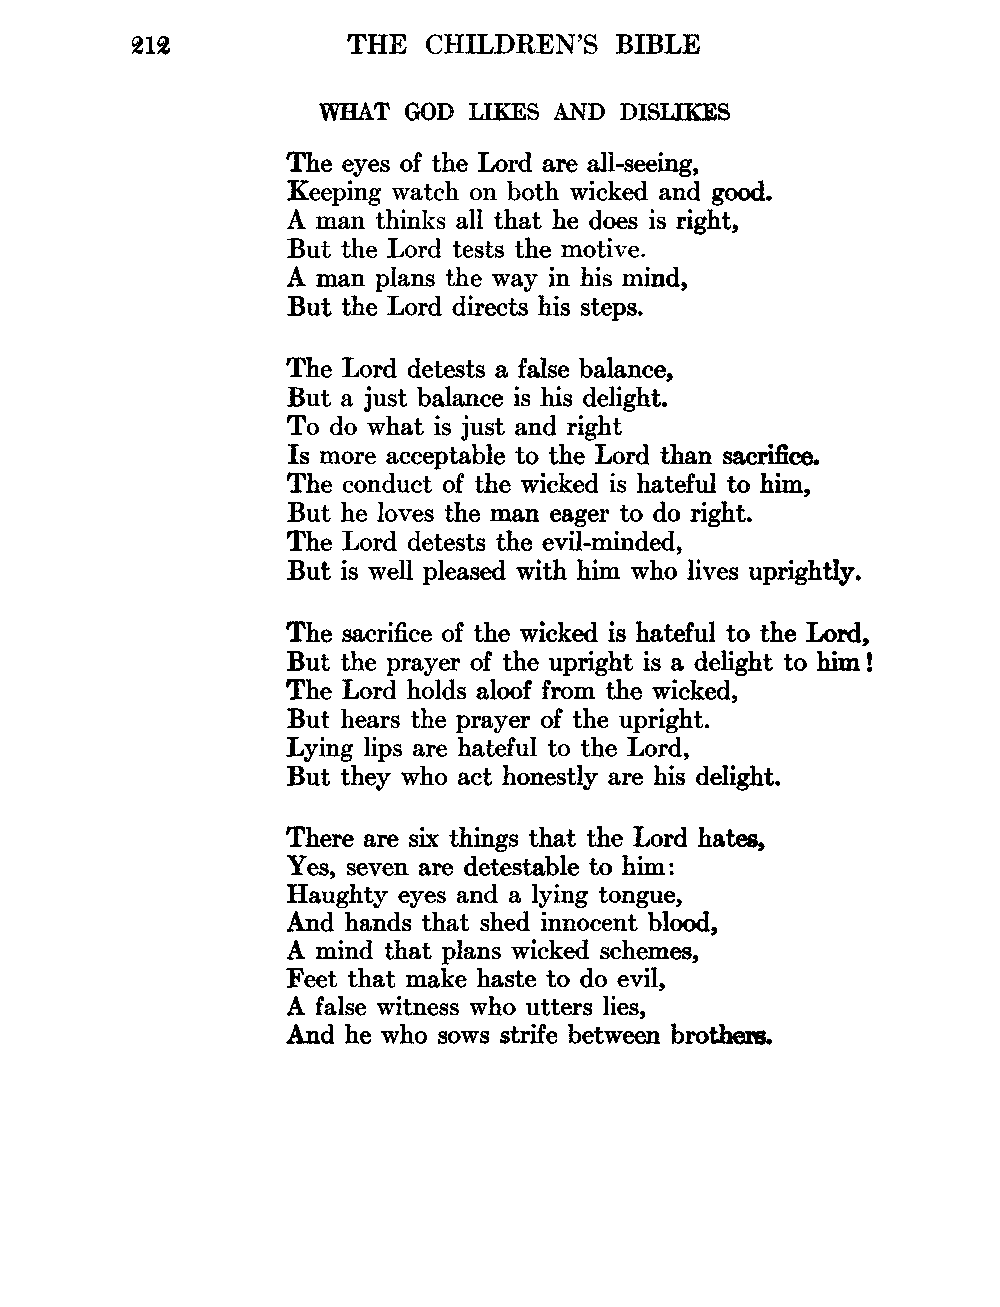 212 THE CHILDREN'S BIBLE
WHAT GOD LIKES AND DISLIKES
The eyes of the Lord are all-seeing,
Keeping watch on both wicked and good.
A man thinks all that he does is right,
But the Lord tests the motive.
A man plans the way in his mind,
But the Lord directs his steps.
The Lord detests a false balance,
But a just balance is his delight.
To do what is just and right
Is more acceptable to the Lord than sacrifice.
The conduct of the wicked is hateful to him,
But he loves the man eager to do right.
The Lord detests the evil-minded,
But is well pleased with him who lives uprightly.
The sacrifice of the wicked is hateful to the Lord,
But the prayer of the upright is a delight to him!
The Lord holds aloof from the wicked,
But hears the prayer of the upright.
Lying lips are hateful to the Lord,
But they who act honestly are his delight.
There are six things that the Lord hates,
Yes, seven are detestable to him:
Haughty eyes and a lying tongue,
And hands that shed innocent blood,
A mind that plans wicked schemes,
Feet that make haste to do evil,
A false witness who utters lies,
And he who sows strife between brothers.